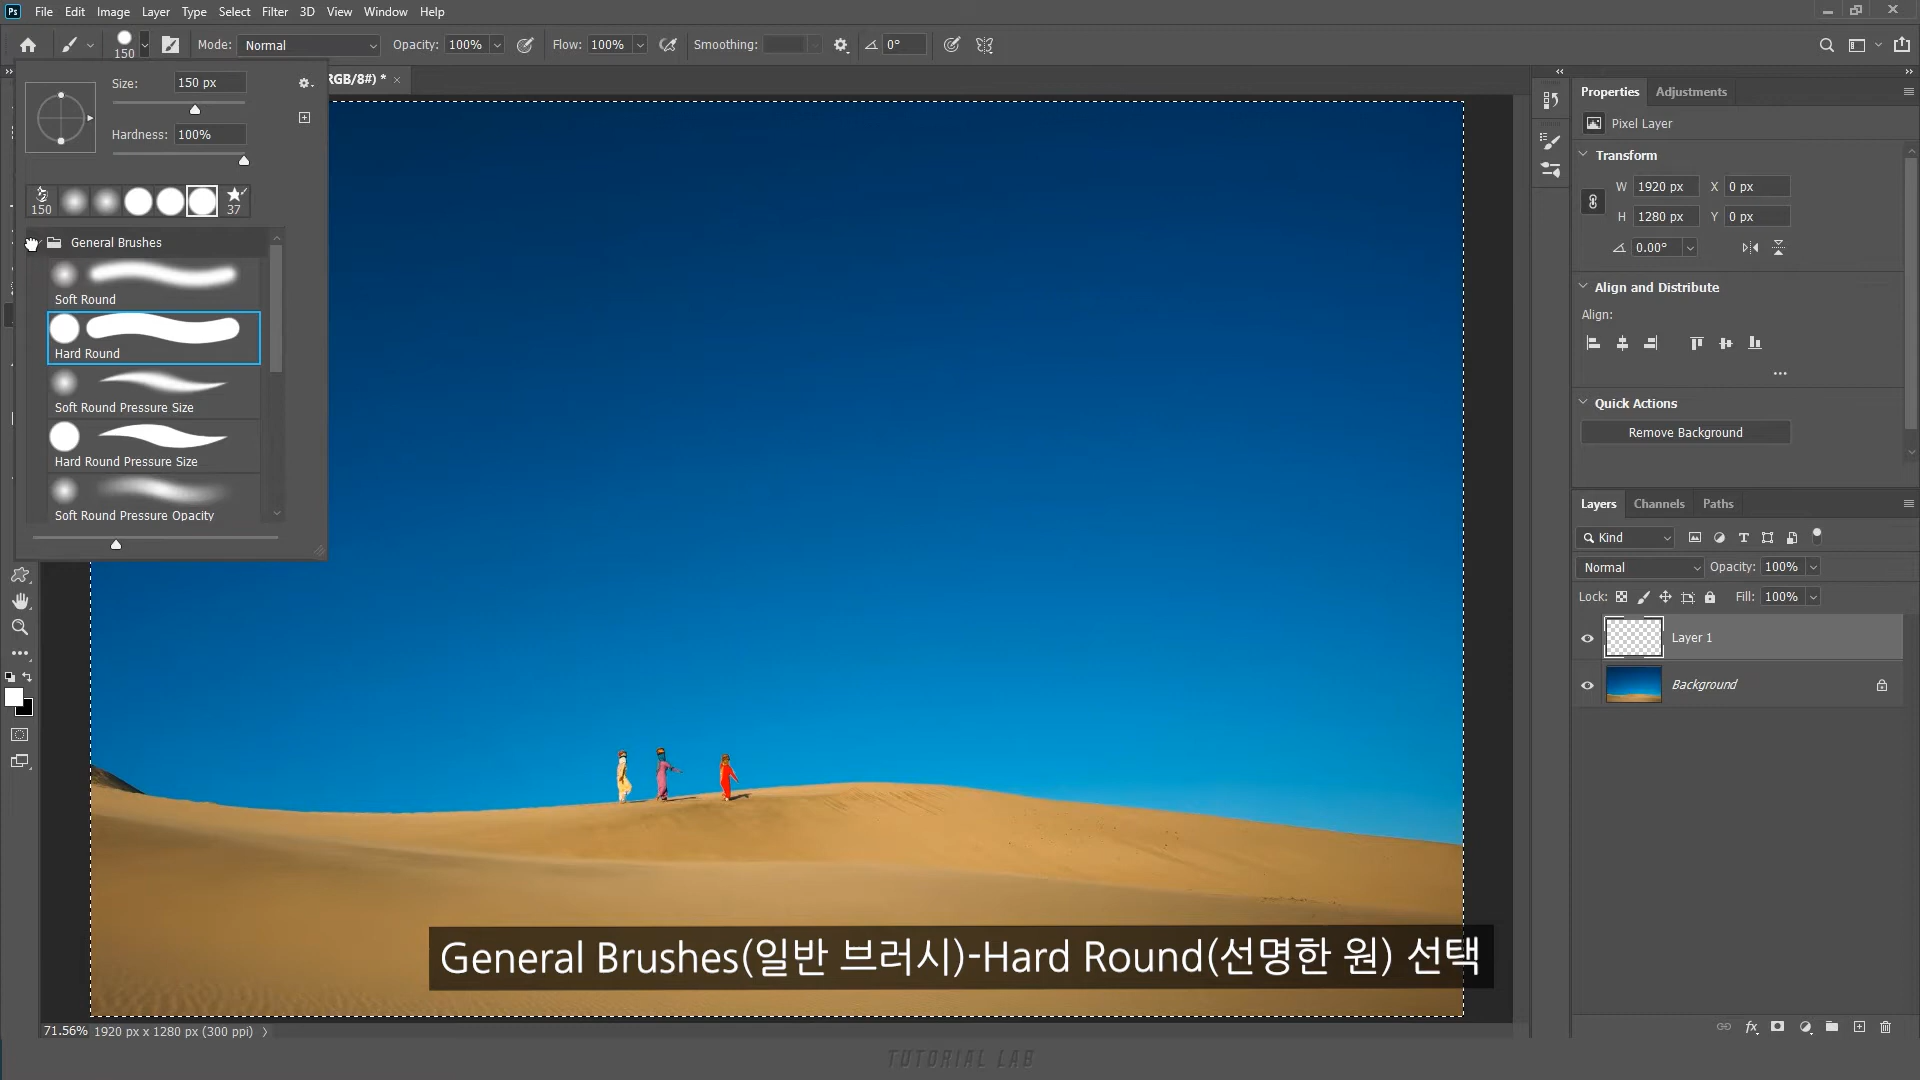 Ps File Edit Image Layer Type Select Filter 3D View Window Help
150 Mode: Normal Opacity: 100% Flow: 100% Smoothing: 0°
RGB/8#) * ×
Size: 150 px
Hardness: 100%
150 37
General Brushes
Soft Round
Hard Round
Soft Round Pressure Size
Hard Round Pressure Size
Soft Round Pressure Opacity
Properties Adjustments
Pixel Layer
Transform
W 1920 px X 0 px
H 1280 px Y 0 px
0.00°
Align and Distribute
Align:
Quick Actions
Remove Background
Layers Channels Paths
Kind
Normal Opacity: 100%
Lock: Fill: 100%
Layer 1
Background
General Brushes(일반 브러시)-Hard Round(선명한 원) 선택
71.56% 1920 px x 1280 px (300 ppi)
TUTORIAL LAB